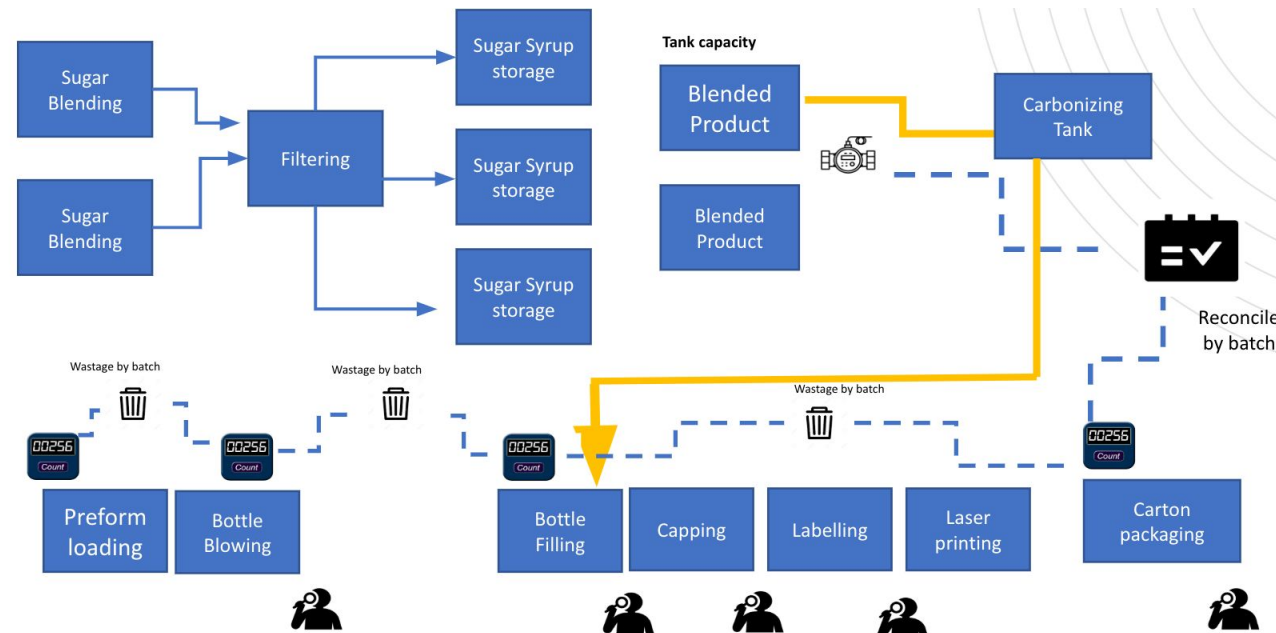 Sugar
Blending
Sugar
Blending
Filtering
Sugar Syrup
storage
Sugar Syrup
storage
Sugar Syrup
storage
Tank capacity
Blended
Product
Blended
Product
Carbonizing
Tank
Reconcile
by batch
Wastage by batch
Wastage by batch
Wastage by batch
00256
Count
00256
Count
00256
Count
00256
Count
Preform
loading
Bottle
Blowing
Bottle
Filling
Capping
Labelling
Laser
printing
Carton
packaging